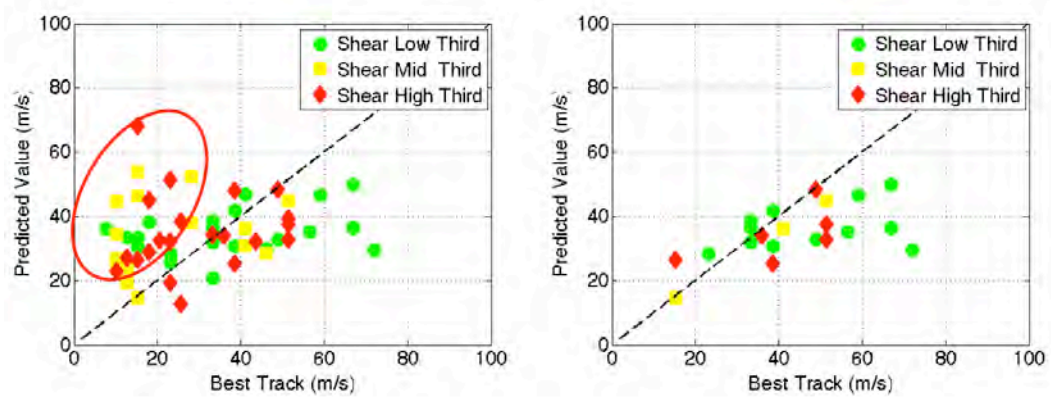 100
80
60
40
20
0
0 20 40 60 80 100
Predicted Value (m/s)
Best Track (m/s)
Shear Low Third
Shear Mid Third
Shear High Third
100
80
60
40
20
0
0 20 40 60 80 100
Predicted Value (m/s)
Best Track (m/s)
Shear Low Third
Shear Mid Third
Shear High Third